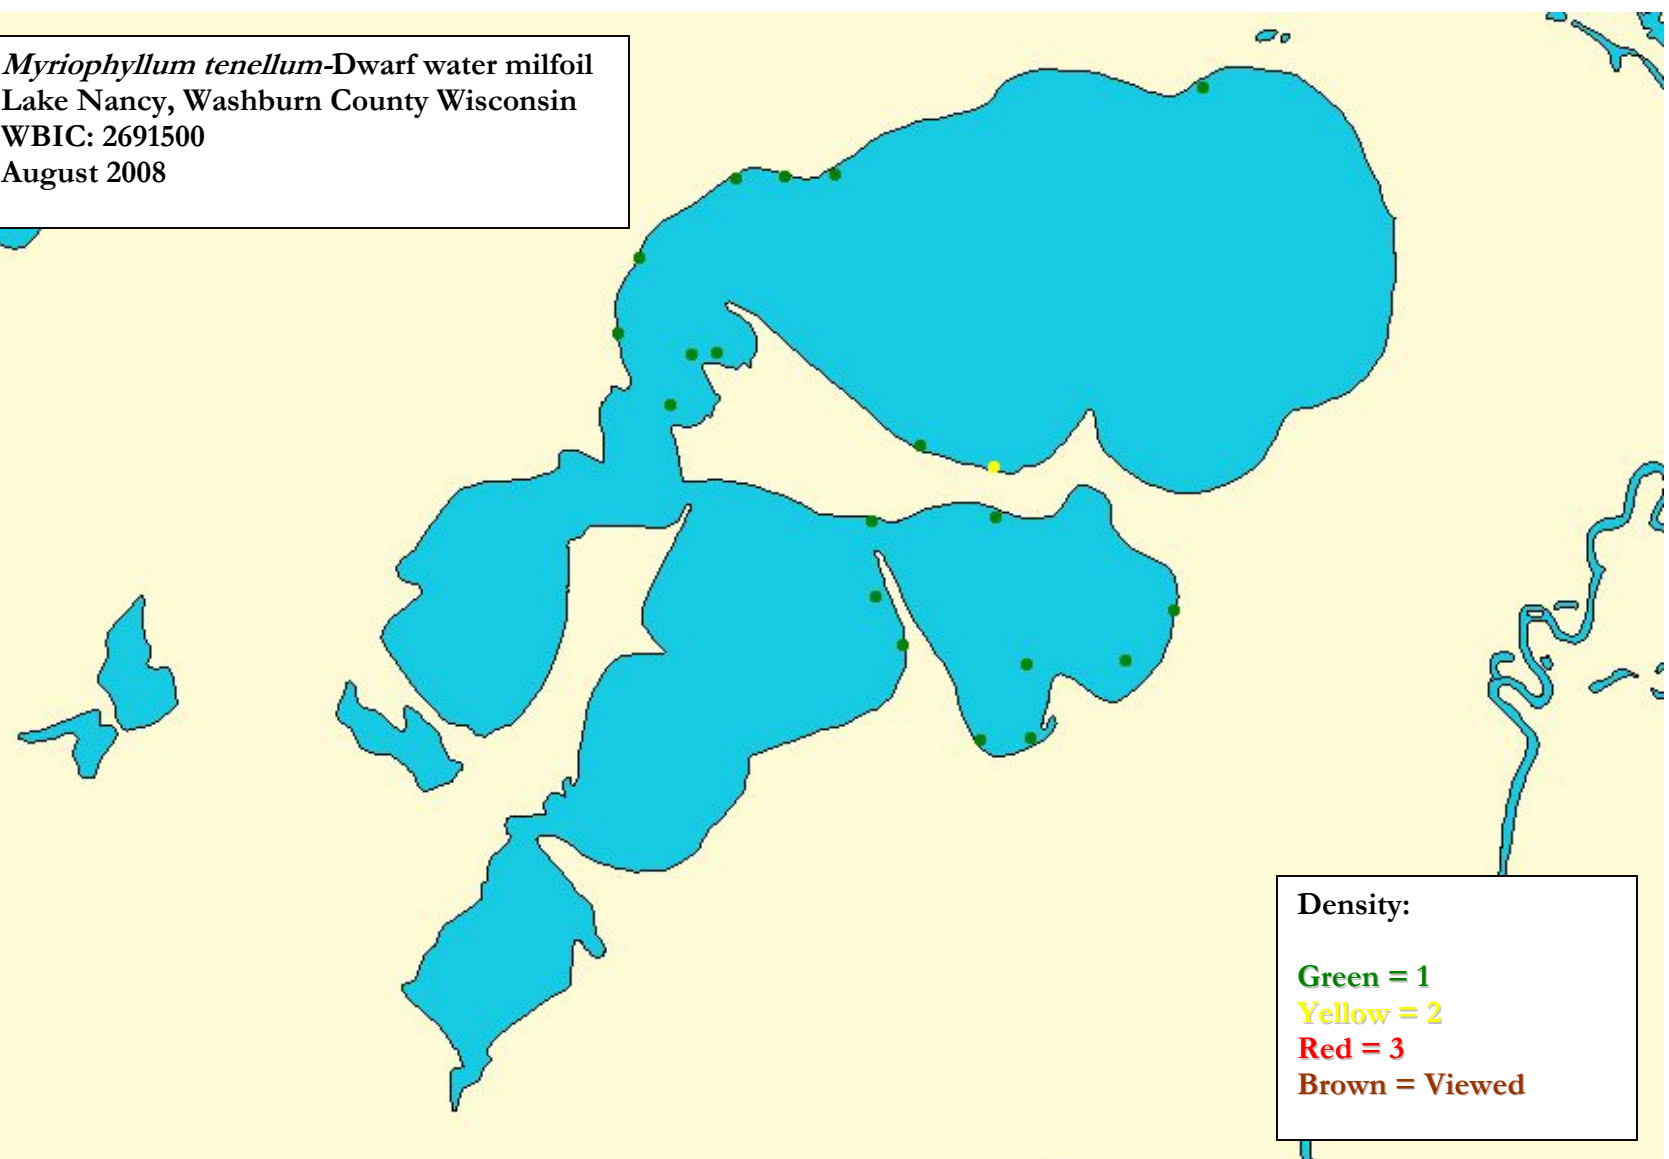 Myriophyllum tenellum-Dwarf water milfoil
Lake Nancy, Washburn County Wisconsin
WBIC: 2691500
August 2008
Density:
Green = 1
Yellow = 2
Red = 3
Brown = Viewed